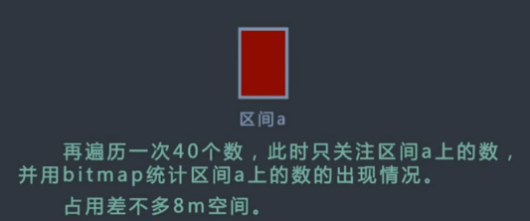 区间a
再遍历一次40个数，此时只关注区间a上的数，
并用bitmap统计区间a上的数的出现情况。
占用差不多8m空间。